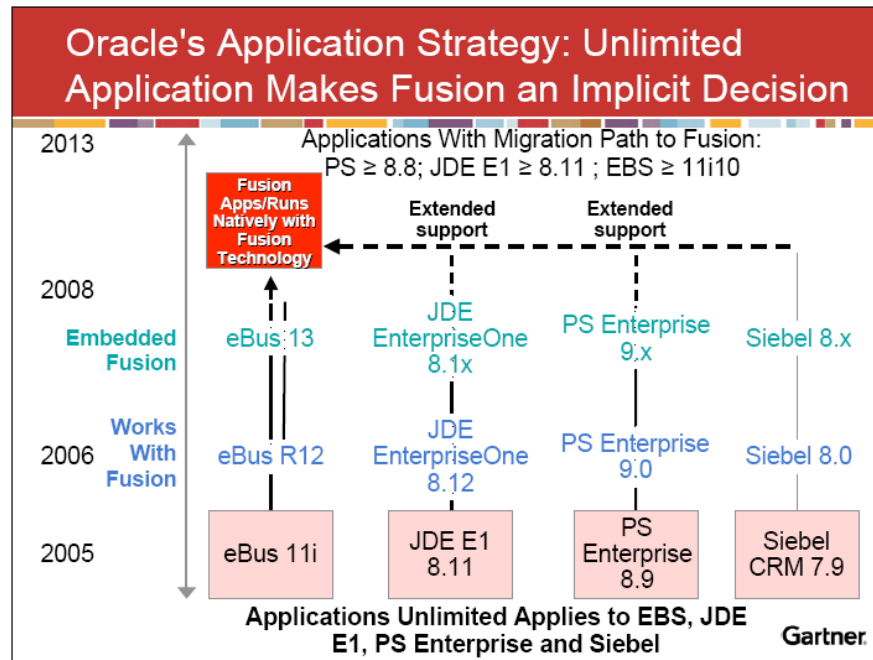 Oracle's Application Strategy: Unlimited
Application Makes Fusion an Implicit Decision
2013
Applications With Migration Path to Fusion:
PS ≥ 8.8; JDE E1 ≥ 8.11 ; EBS ≥ 11i10
Fusion
Apps/Runs
Natively with
Fusion
Technology
Extended
support
Extended
support
2008
Embedded
Fusion
eBus 13
JDE
EnterpriseOne
8.1x
PS Enterprise
9.x
Siebel 8.x
Works
With
Fusion
2006
eBus R12
JDE
EnterpriseOne
8.12
PS Enterprise
9.0
Siebel 8.0
2005
eBus 11i
JDE E1
8.11
PS
Enterprise
8.9
Siebel
CRM 7.9
Applications Unlimited Applies to EBS, JDE
E1, PS Enterprise and Siebel
Gartner